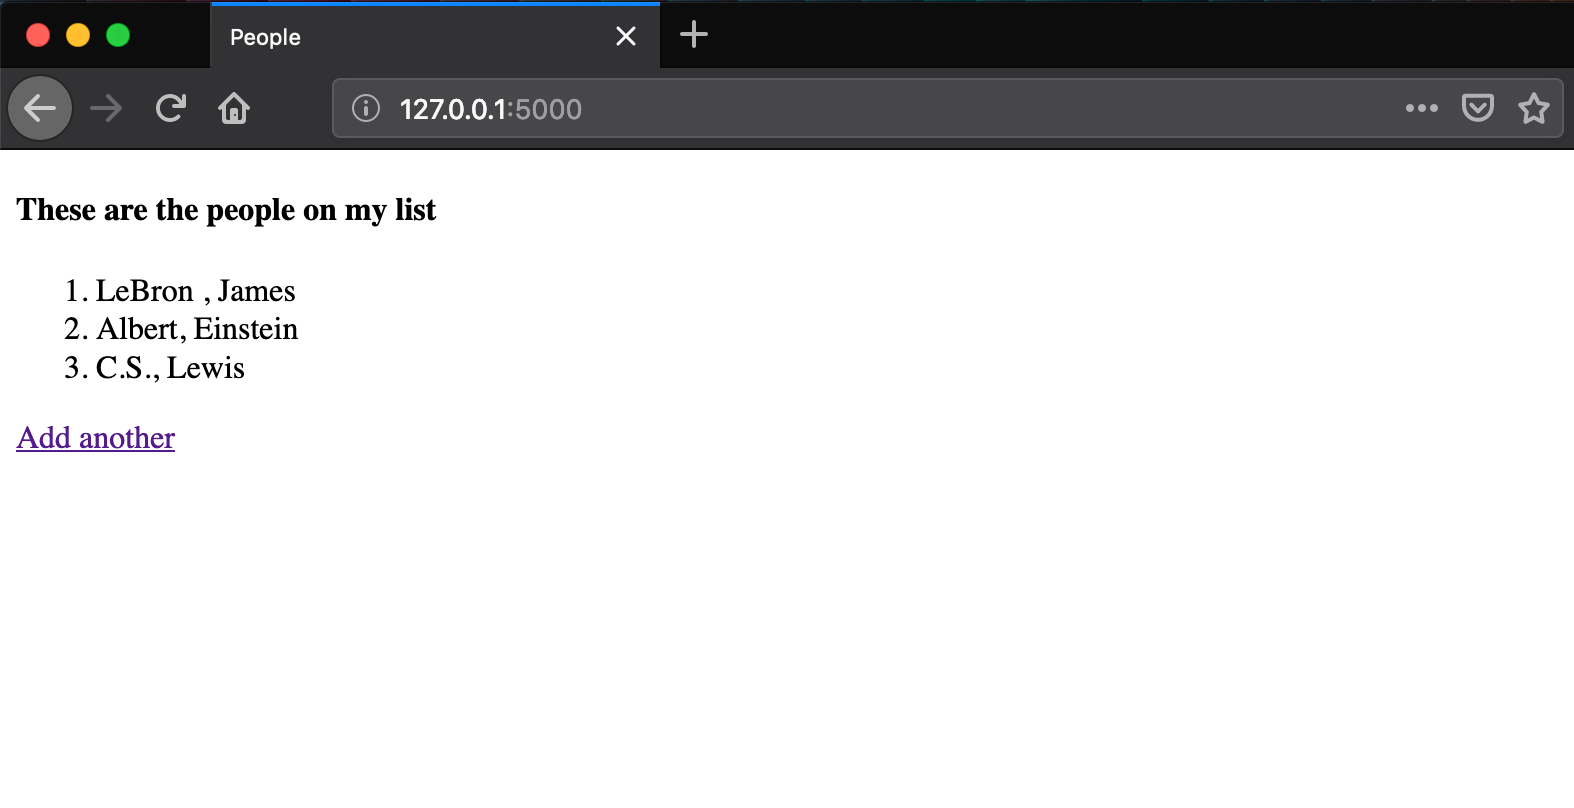 People
127.0.0.1:5000
These are the people on my list
1. LeBron , James
2. Albert, Einstein
3. C.S., Lewis
Add another